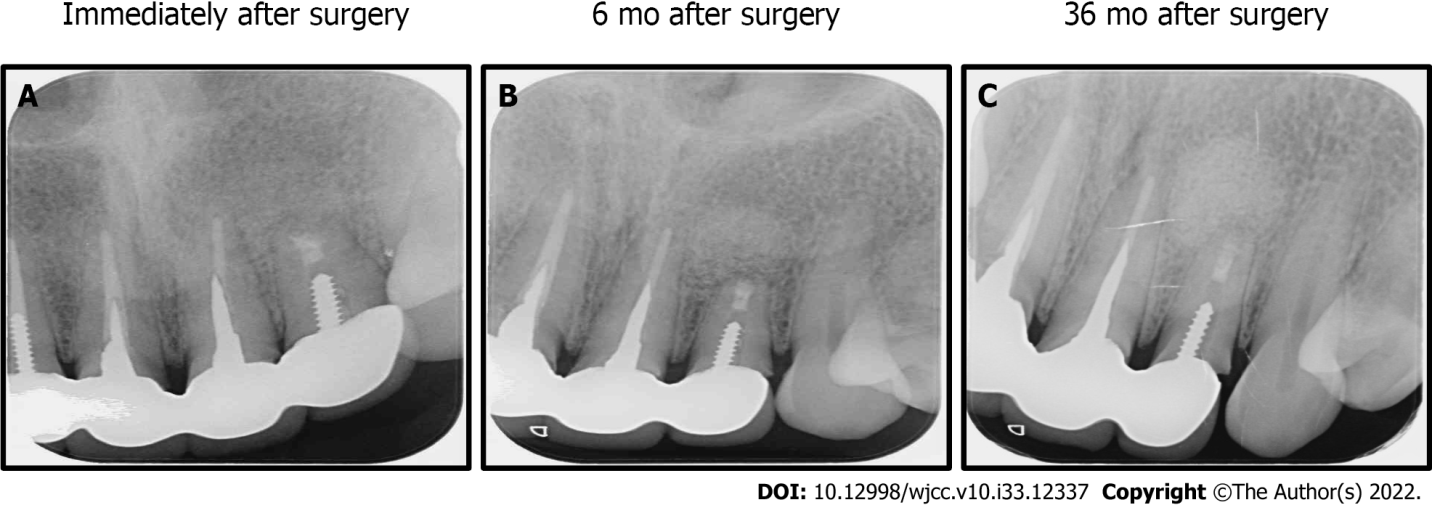 Immediately after surgery
6 mo after surgery
36 mo after surgery
A
B
C
DOI: 10.12998/wjcc.v10.i33.12337 Copyright ©The Author(s) 2022.